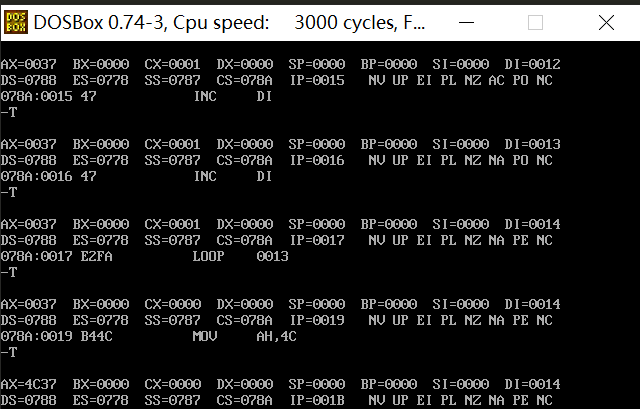 DOSBox 0.74-3, Cpu speed:    3000 cycles, F...
AX=0037  BX=0000  CX=0001  DX=0000  SP=0000  BP=0000  SI=0000  DI=0012
DS=0788  ES=0778  SS=0787  CS=078A  IP=0015   NV UP EI PL NZ AC PO NC
078A:0015 47            INC     DI
-T
AX=0037  BX=0000  CX=0001  DX=0000  SP=0000  BP=0000  SI=0000  DI=0013
DS=0788  ES=0778  SS=0787  CS=078A  IP=0016   NV UP EI PL NZ NA PO NC
078A:0016 47            INC     DI
-T
AX=0037  BX=0000  CX=0001  DX=0000  SP=0000  BP=0000  SI=0000  DI=0014
DS=0788  ES=0778  SS=0787  CS=078A  IP=0017   NV UP EI PL NZ NA PE NC
078A:0017 E2FA          LOOP    0013
-T
AX=0037  BX=0000  CX=0000  DX=0000  SP=0000  BP=0000  SI=0000  DI=0014
DS=0788  ES=0778  SS=0787  CS=078A  IP=0019   NV UP EI PL NZ NA PE NC
078A:0019 B44C          MOV     AH,4C
-T
AX=4C37  BX=0000  CX=0000  DX=0000  SP=0000  BP=0000  SI=0000  DI=0014
DS=0788  ES=0778  SS=0787  CS=078A  IP=001B   NV UP EI PL NZ NA PE NC